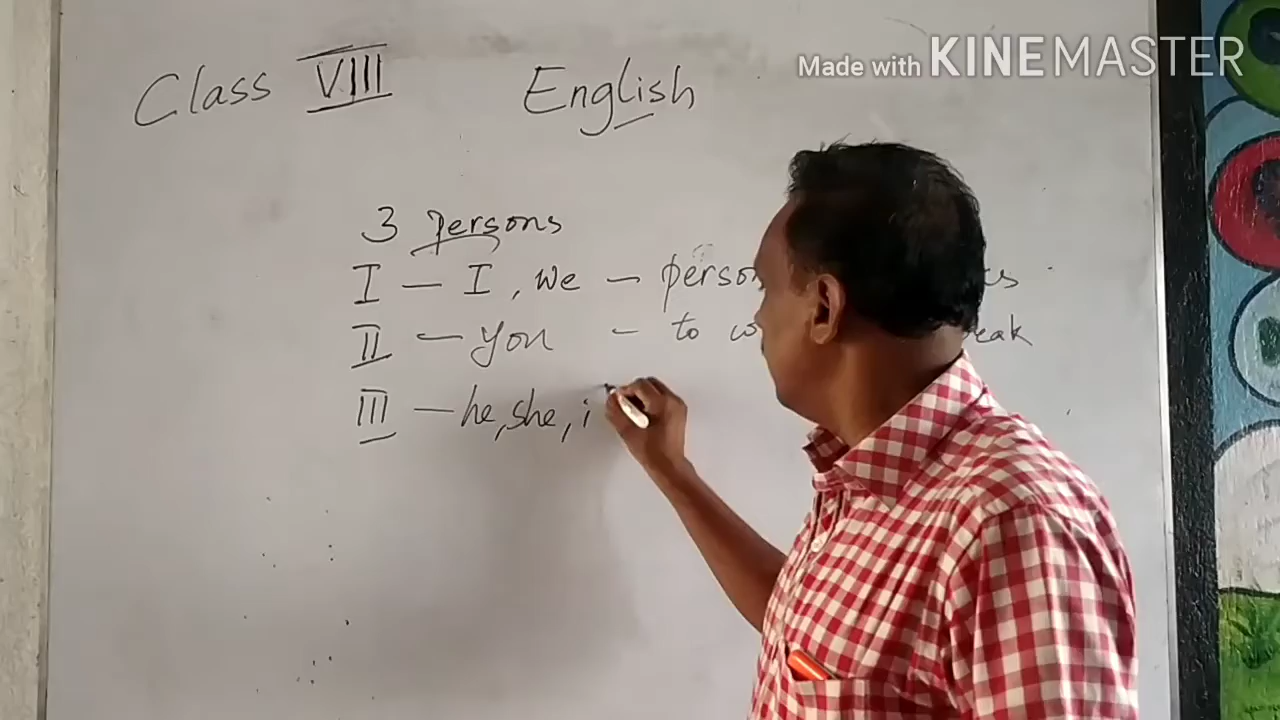 Made with KINEMASTER
Class VIII English
3 persons
I — I, we — person
II — you — to
III — he, she, i